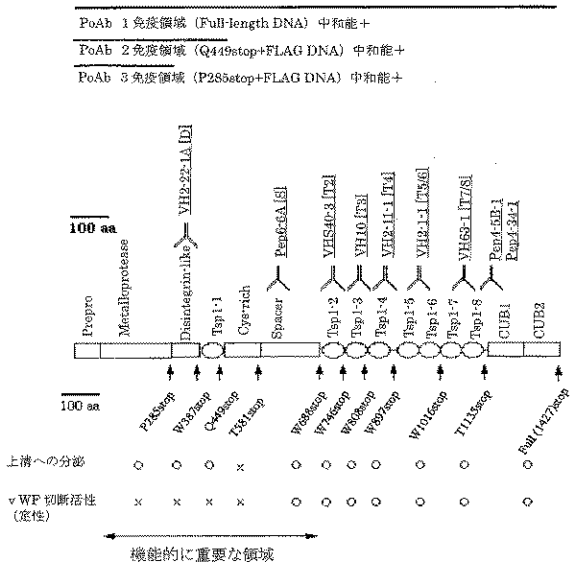 PoAb 1 免疫領域 (Full-length DNA) 中和能+
PoAb 2 免疫領域 (Q449stop+FLAG DNA) 中和能+
PoAb 3 免疫領域 (P285stop+FLAG DNA) 中和能+
VH2-22-1A [D]
Pep6-6A [S]
VHS40-3 [T2]
VH10 [T3]
VH2-11-1 [T4]
VH2-1-1 [T5/6]
VH63-1 [T7/8]
Pep4-5B-1
Pep4-34-1
100 aa
Prepro
Metalloprotease
Disintegrin-like
Tsp1-1
Cys-rich
Spacer
Tsp1-2
Tsp1-3
Tsp1-4
Tsp1-5
Tsp1-6
Tsp1-7
Tsp1-8
CUB1
CUB2
100 aa
P285stop
W387stop
Q449stop
T581stop
W688stop
W746stop
W808stop
W897stop
W1016stop
T1135stop
Full (1427)stop
上清への分泌 ○ ○ ○ × ○ ○ ○ ○ ○ ○ ○
vWF 切断活性 × × × × ○ ○ ○ ○ ○ ○ ○
(定性)
機能的に重要な領域